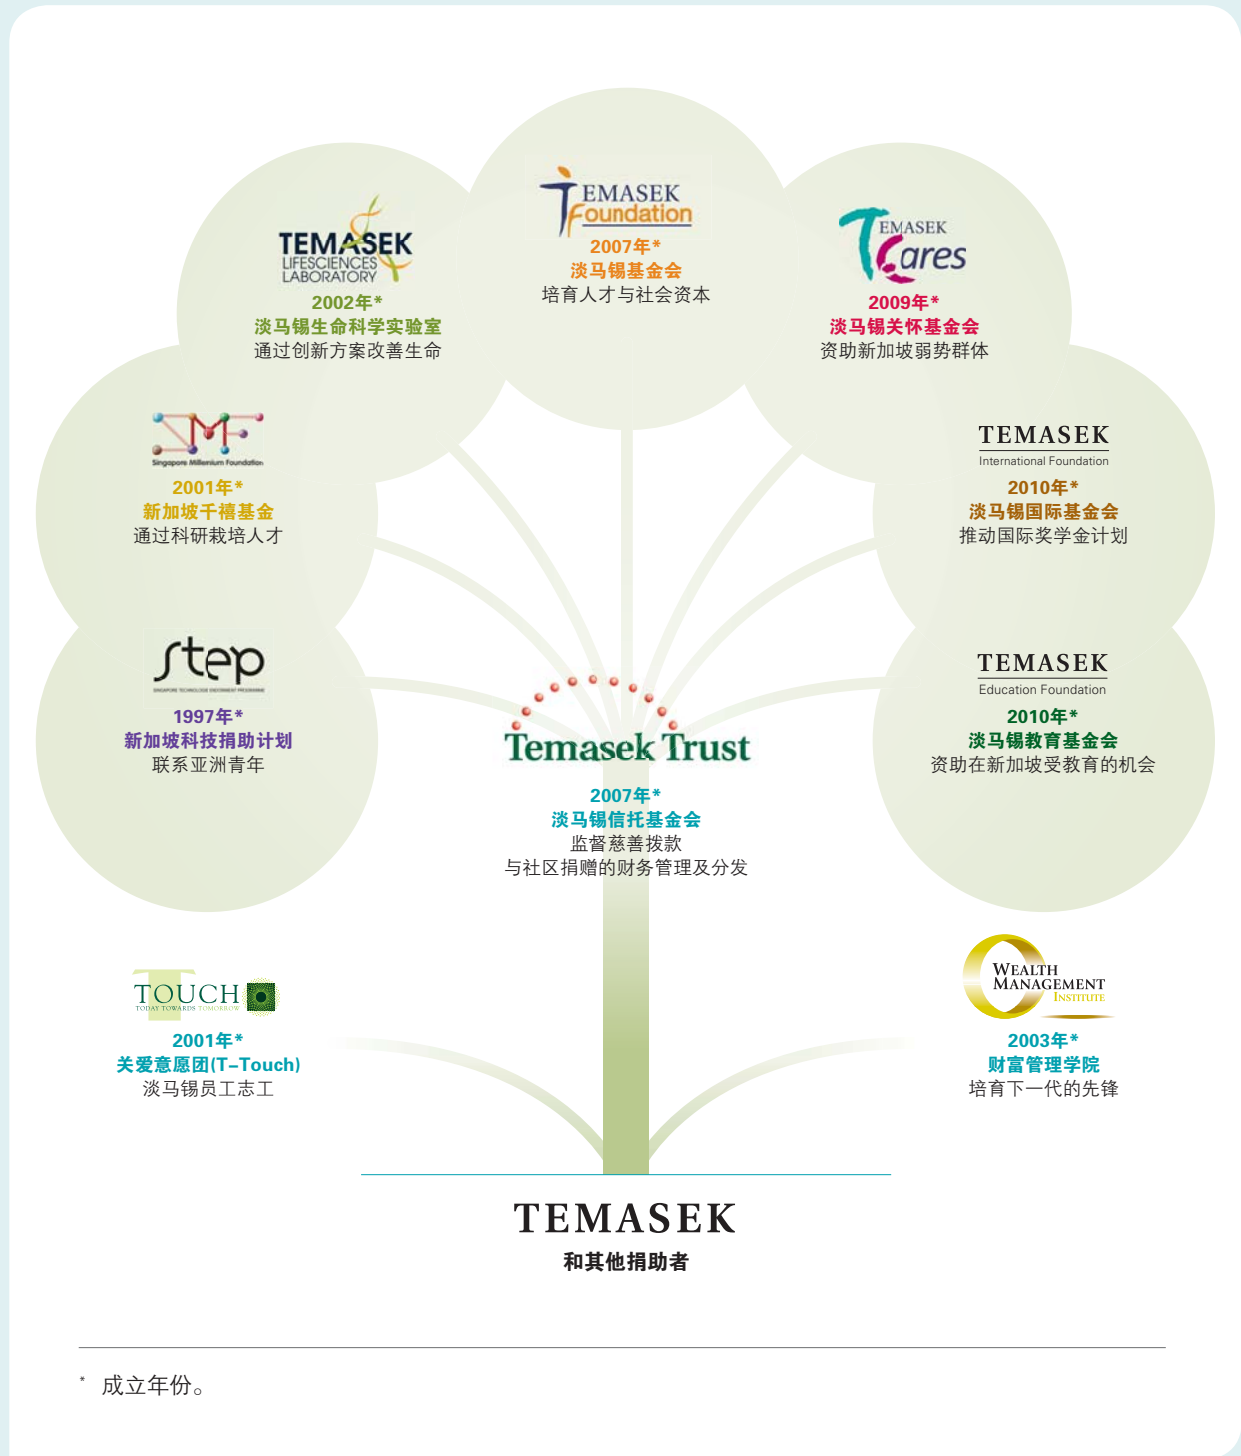 TEMASEK
Foundation
2007年*
淡马锡基金会
培育人才与社会资本
TEMASEK
LIFESCIENCES
LABORATORY
2002年*
淡马锡生命科学实验室
通过创新方案改善生命
TEMASEK
Cares
2009年*
淡马锡关怀基金会
资助新加坡弱势群体
SMF
Singapore Millenium Foundation
2001年*
新加坡千禧基金
通过科研栽培人才
TEMASEK
International Foundation
2010年*
淡马锡国际基金会
推动国际奖学金计划
step
SINGAPORE TECHNOLOGIES ENDOWMENT PROGRAMME
1997年*
新加坡科技捐助计划
联系亚洲青年
Temasek Trust
2007年*
淡马锡信托基金会
监督慈善拨款
与社区捐赠的财务管理及分发
TEMASEK
Education Foundation
2010年*
淡马锡教育基金会
资助在新加坡受教育的机会
T
TOUCH
TODAY TOWARDS TOMORROW
2001年*
关爱意愿团(T–Touch)
淡马锡员工志工
WEALTH
MANAGEMENT
INSTITUTE
2003年*
财富管理学院
培育下一代的先锋
TEMASEK
和其他捐助者
* 成立年份。